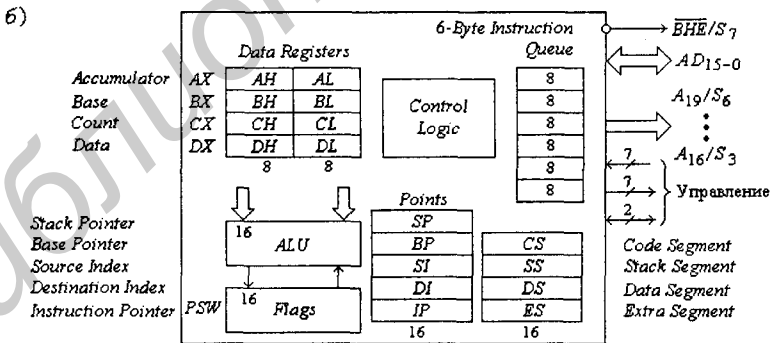 б)
6-Byte Instruction
Queue
BHE/S7
Data Registers
AD15-0
Accumulator AX AH AL 8
Base BX BH BL 8
Count CX CH CL 8
Data DX DH DL 8
8 8 8
8
Control
Logic
A19/S6
A16/S3
7
7
2
Управление
Points
Stack Pointer SP
Base Pointer BP CS Code Segment
Source Index SI SS Stack Segment
Destination Index DI DS Data Segment
Instruction Pointer PSW IP ES Extra Segment
16 16
16
ALU
16
Flags